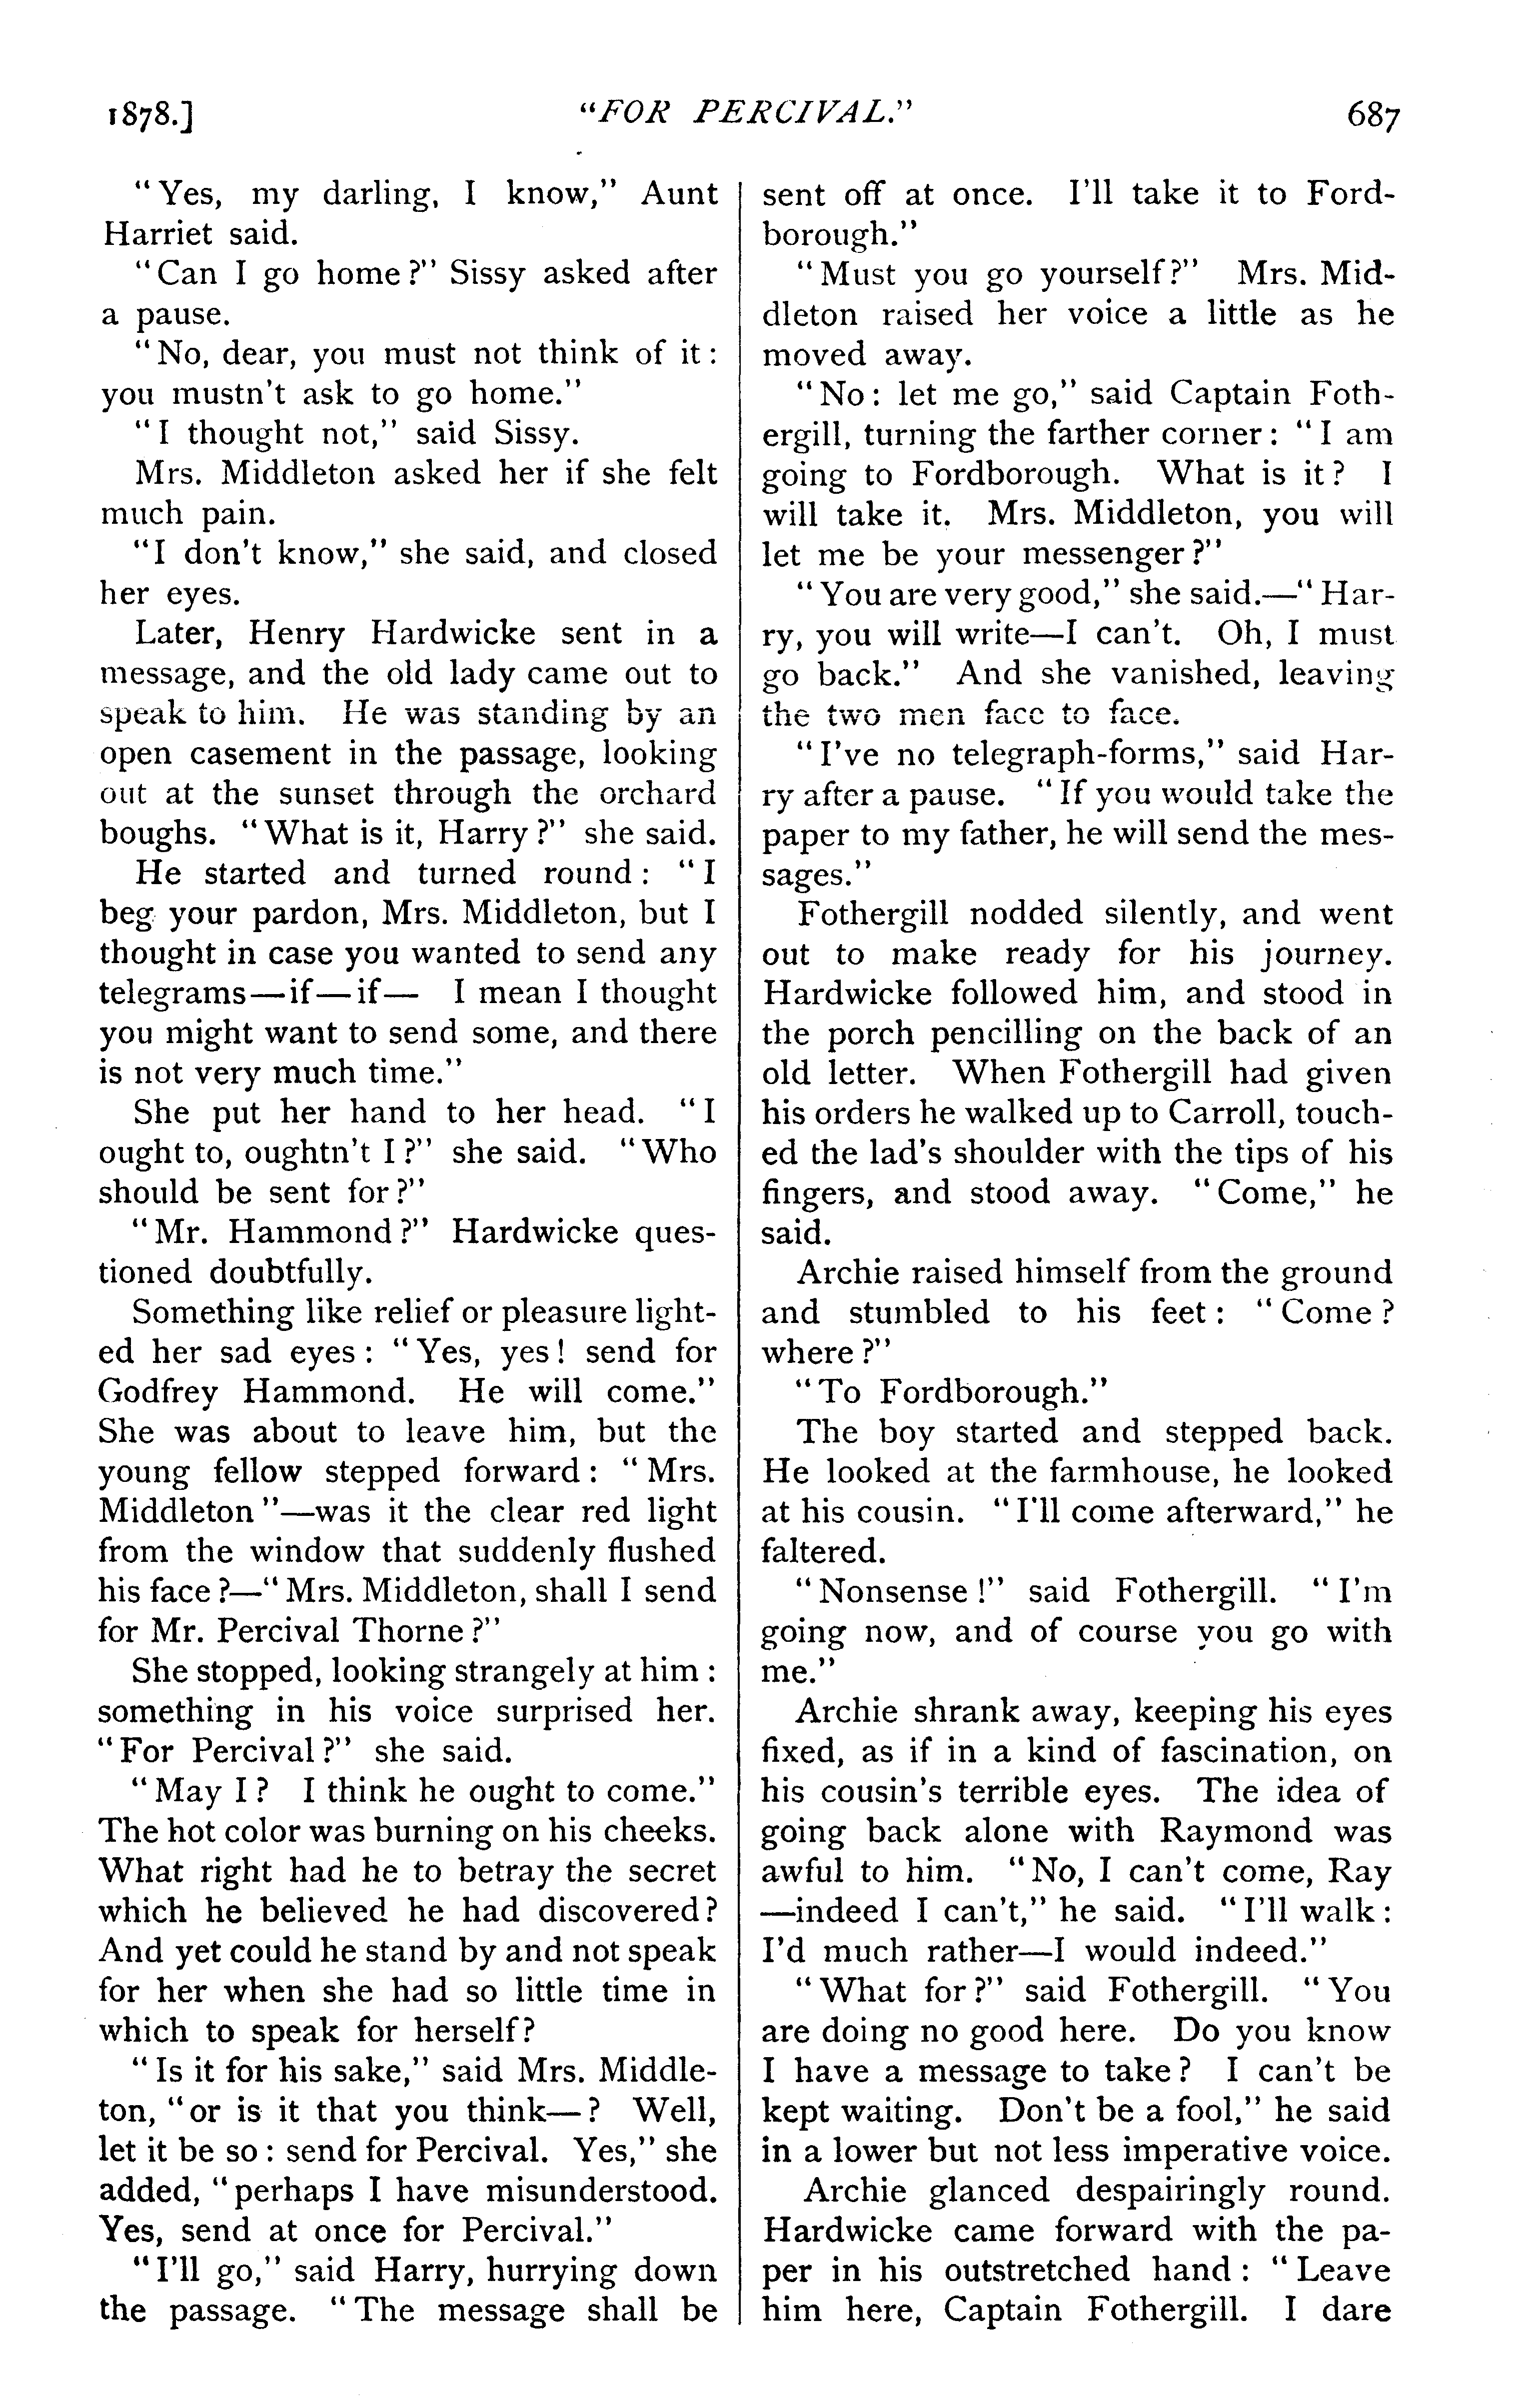 1878.]
"FOR PERCIVAL."
687
"Yes, my darling, I know," Aunt
Harriet said.
"Can I go home?" Sissy asked after
a pause.
"No, dear, you must not think of it:
you mustn't ask to go home."
"I thought not," said Sissy.
Mrs. Middleton asked her if she felt
much pain.
"I don't know," she said, and closed
her eyes.
Later, Henry Hardwicke sent in a
message, and the old lady came out to
speak to him. He was standing by an
open casement in the passage, looking
out at the sunset through the orchard
boughs. "What is it, Harry?" she said.
He started and turned round: "I
beg your pardon, Mrs. Middleton, but I
thought in case you wanted to send any
telegrams—if—if— I mean I thought
you might want to send some, and there
is not very much time."
She put her hand to her head. "I
ought to, oughtn't I?" she said. "Who
should be sent for?"
"Mr. Hammond?" Hardwicke ques-
tioned doubtfully.
Something like relief or pleasure light-
ed her sad eyes: "Yes, yes! send for
Godfrey Hammond. He will come."
She was about to leave him, but the
young fellow stepped forward: "Mrs.
Middleton"—was it the clear red light
from the window that suddenly flushed
his face?—"Mrs. Middleton, shall I send
for Mr. Percival Thorne?"
She stopped, looking strangely at him:
something in his voice surprised her.
"For Percival?" she said.
"May I? I think he ought to come."
The hot color was burning on his cheeks.
What right had he to betray the secret
which he believed he had discovered?
And yet could he stand by and not speak
for her when she had so little time in
which to speak for herself?
"Is it for his sake," said Mrs. Middle-
ton, "or is it that you think—? Well,
let it be so: send for Percival. Yes," she
added, "perhaps I have misunderstood.
Yes, send at once for Percival."
"I'll go," said Harry, hurrying down
the passage. "The message shall be
sent off at once. I'll take it to Ford-
borough."
"Must you go yourself?" Mrs. Mid-
dleton raised her voice a little as he
moved away.
"No: let me go," said Captain Foth-
ergill, turning the farther corner: "I am
going to Fordborough. What is it? I
will take it. Mrs. Middleton, you will
let me be your messenger?"
"You are very good," she said.—"Har-
ry, you will write—I can't. Oh, I must
go back." And she vanished, leaving
the two men face to face.
"I've no telegraph-forms," said Har-
ry after a pause. "If you would take the
paper to my father, he will send the mes-
sages."
Fothergill nodded silently, and went
out to make ready for his journey.
Hardwicke followed him, and stood in
the porch pencilling on the back of an
old letter. When Fothergill had given
his orders he walked up to Carroll, touch-
ed the lad's shoulder with the tips of his
fingers, and stood away. "Come," he
said.
Archie raised himself from the ground
and stumbled to his feet: "Come?
where?"
"To Fordborough."
The boy started and stepped back.
He looked at the farmhouse, he looked
at his cousin. "I'll come afterward," he
faltered.
"Nonsense!" said Fothergill. "I'm
going now, and of course you go with
me."
Archie shrank away, keeping his eyes
fixed, as if in a kind of fascination, on
his cousin's terrible eyes. The idea of
going back alone with Raymond was
awful to him. "No, I can't come, Ray
—indeed I can't," he said. "I'll walk:
I'd much rather—I would indeed."
"What for?" said Fothergill. "You
are doing no good here. Do you know
I have a message to take? I can't be
kept waiting. Don't be a fool," he said
in a lower but not less imperative voice.
Archie glanced despairingly round.
Hardwicke came forward with the pa-
per in his outstretched hand: "Leave
him here, Captain Fothergill. I dare